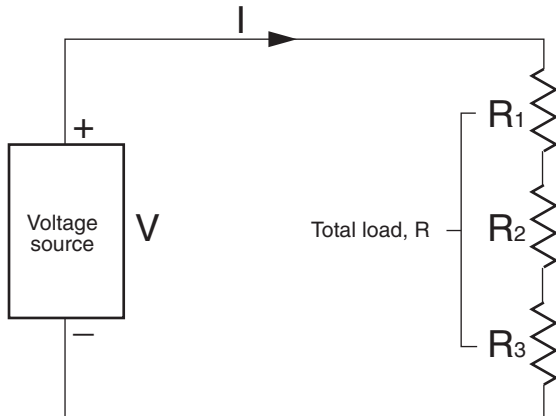 I
+
R1
Voltage
source
V
Total load, R
R2
–
R3